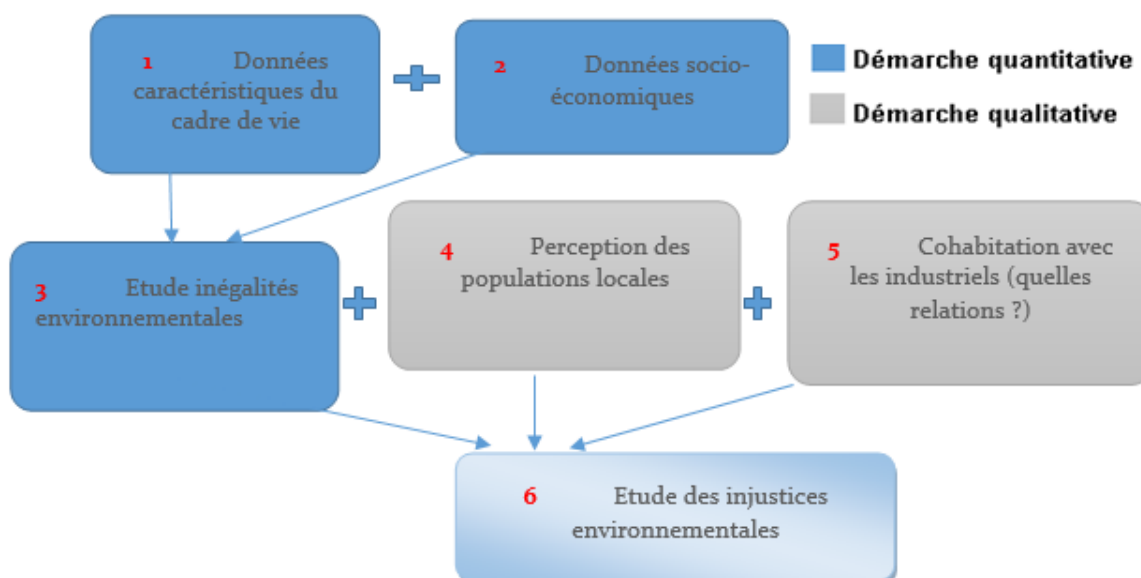 1 Données
caractéristiques du
cadre de vie
2 Données socio-
économiques
Démarche quantitative
Démarche qualitative
3 Etude inégalités
environnementales
4 Perception des
populations locales
5 Cohabitation avec
les industriels (quelles
relations ?)
6 Etude des injustices
environnementales